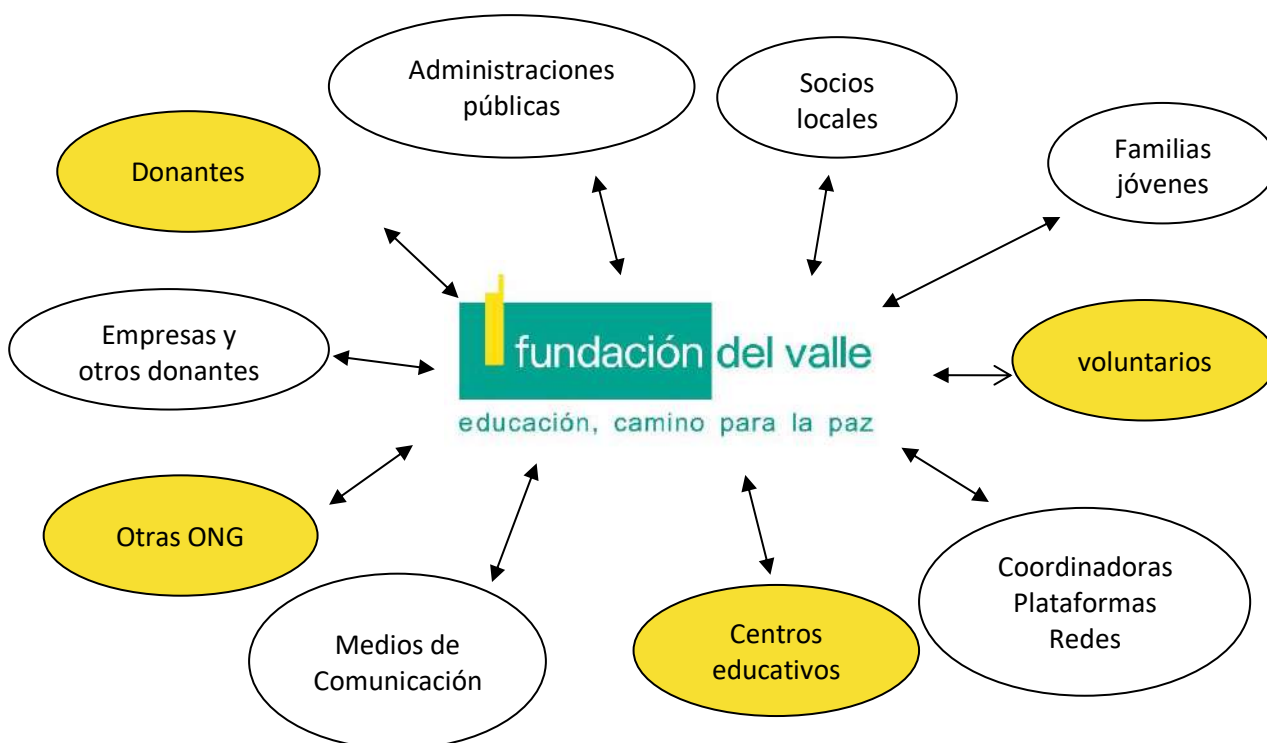 Administraciones
públicas
Socios
locales
Familias
jóvenes
Donantes
Empresas y
otros donantes
fundación del valle
educación, camino para la paz
voluntarios
Otras ONG
Medios de
Comunicación
Centros
educativos
Coordinadoras
Plataformas
Redes